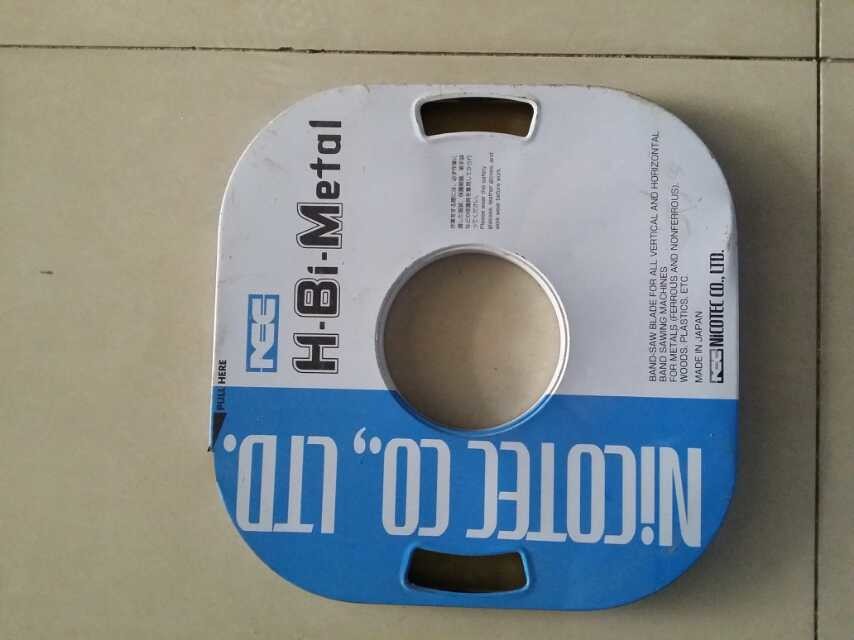 NEC
H-Bi-Metal
Please wear the safety
glasses, leather gloves, and
work wear before work.
BAND-SAW BLADE FOR ALL VERTICAL AND HORIZONTAL
BAND SAWING MACHINES
FOR METALS (FERROUS AND NONFERROUS).
WOODS, PLASTICS, ETC.
MADE IN JAPAN
NICOTEC CO., LTD.
PULL HERE
NiCOTEC CO., LTD.